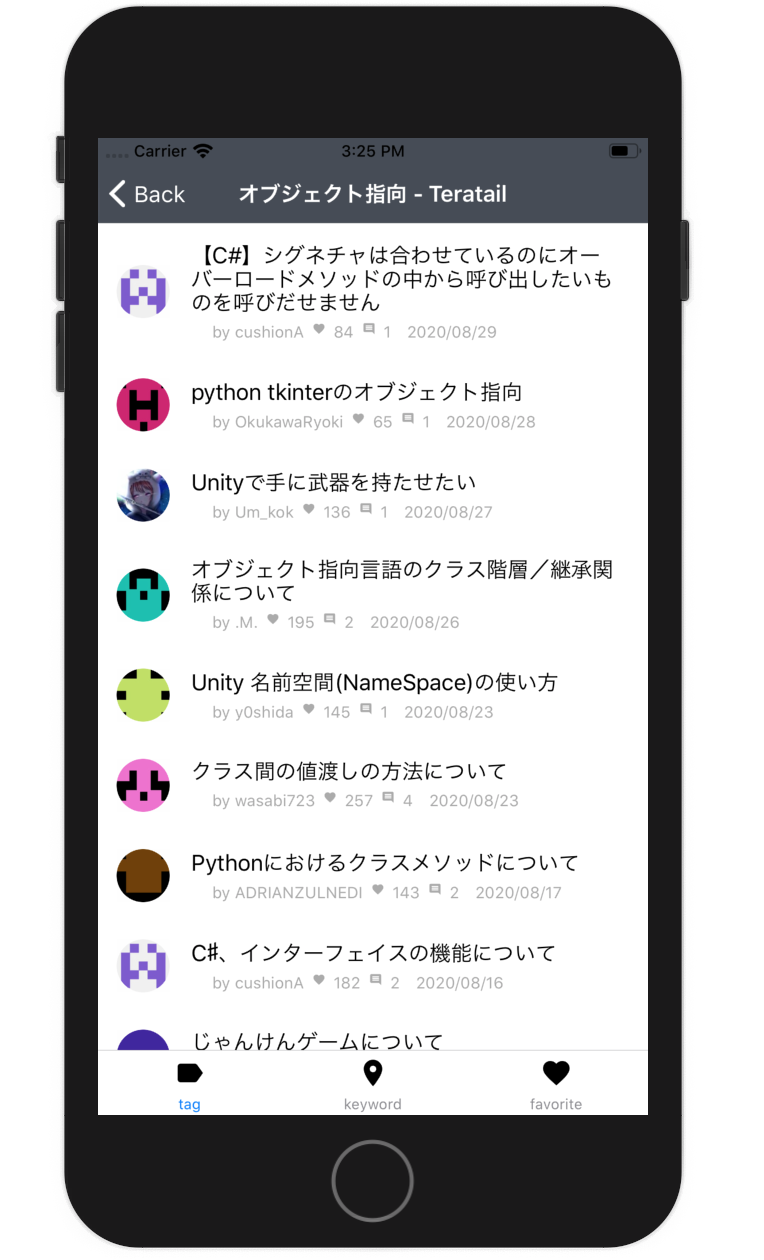 Carrier 3:25 PM
Back オブジェクト指向 - Teratail
【C#】シグネチャは合わせているのにオー
バーロードメソッドの中から呼び出したいも
のを呼びだせません
by cushionA 84 1 2020/08/29
python tkinterのオブジェクト指向
by OkukawaRyoki 65 1 2020/08/28
Unityで手に武器を持たせたい
by Um_kok 136 1 2020/08/27
オブジェクト指向言語のクラス階層／継承関
係について
by .M. 195 2 2020/08/26
Unity 名前空間(NameSpace)の使い方
by y0shida 145 1 2020/08/23
クラス間の値渡しの方法について
by wasabi723 257 4 2020/08/23
Pythonにおけるクラスメソッドについて
by ADRIANZULNEDI 143 2 2020/08/17
C♯、インターフェイスの機能について
by cushionA 182 2 2020/08/16
じゃんけんゲームについて
tag keyword favorite